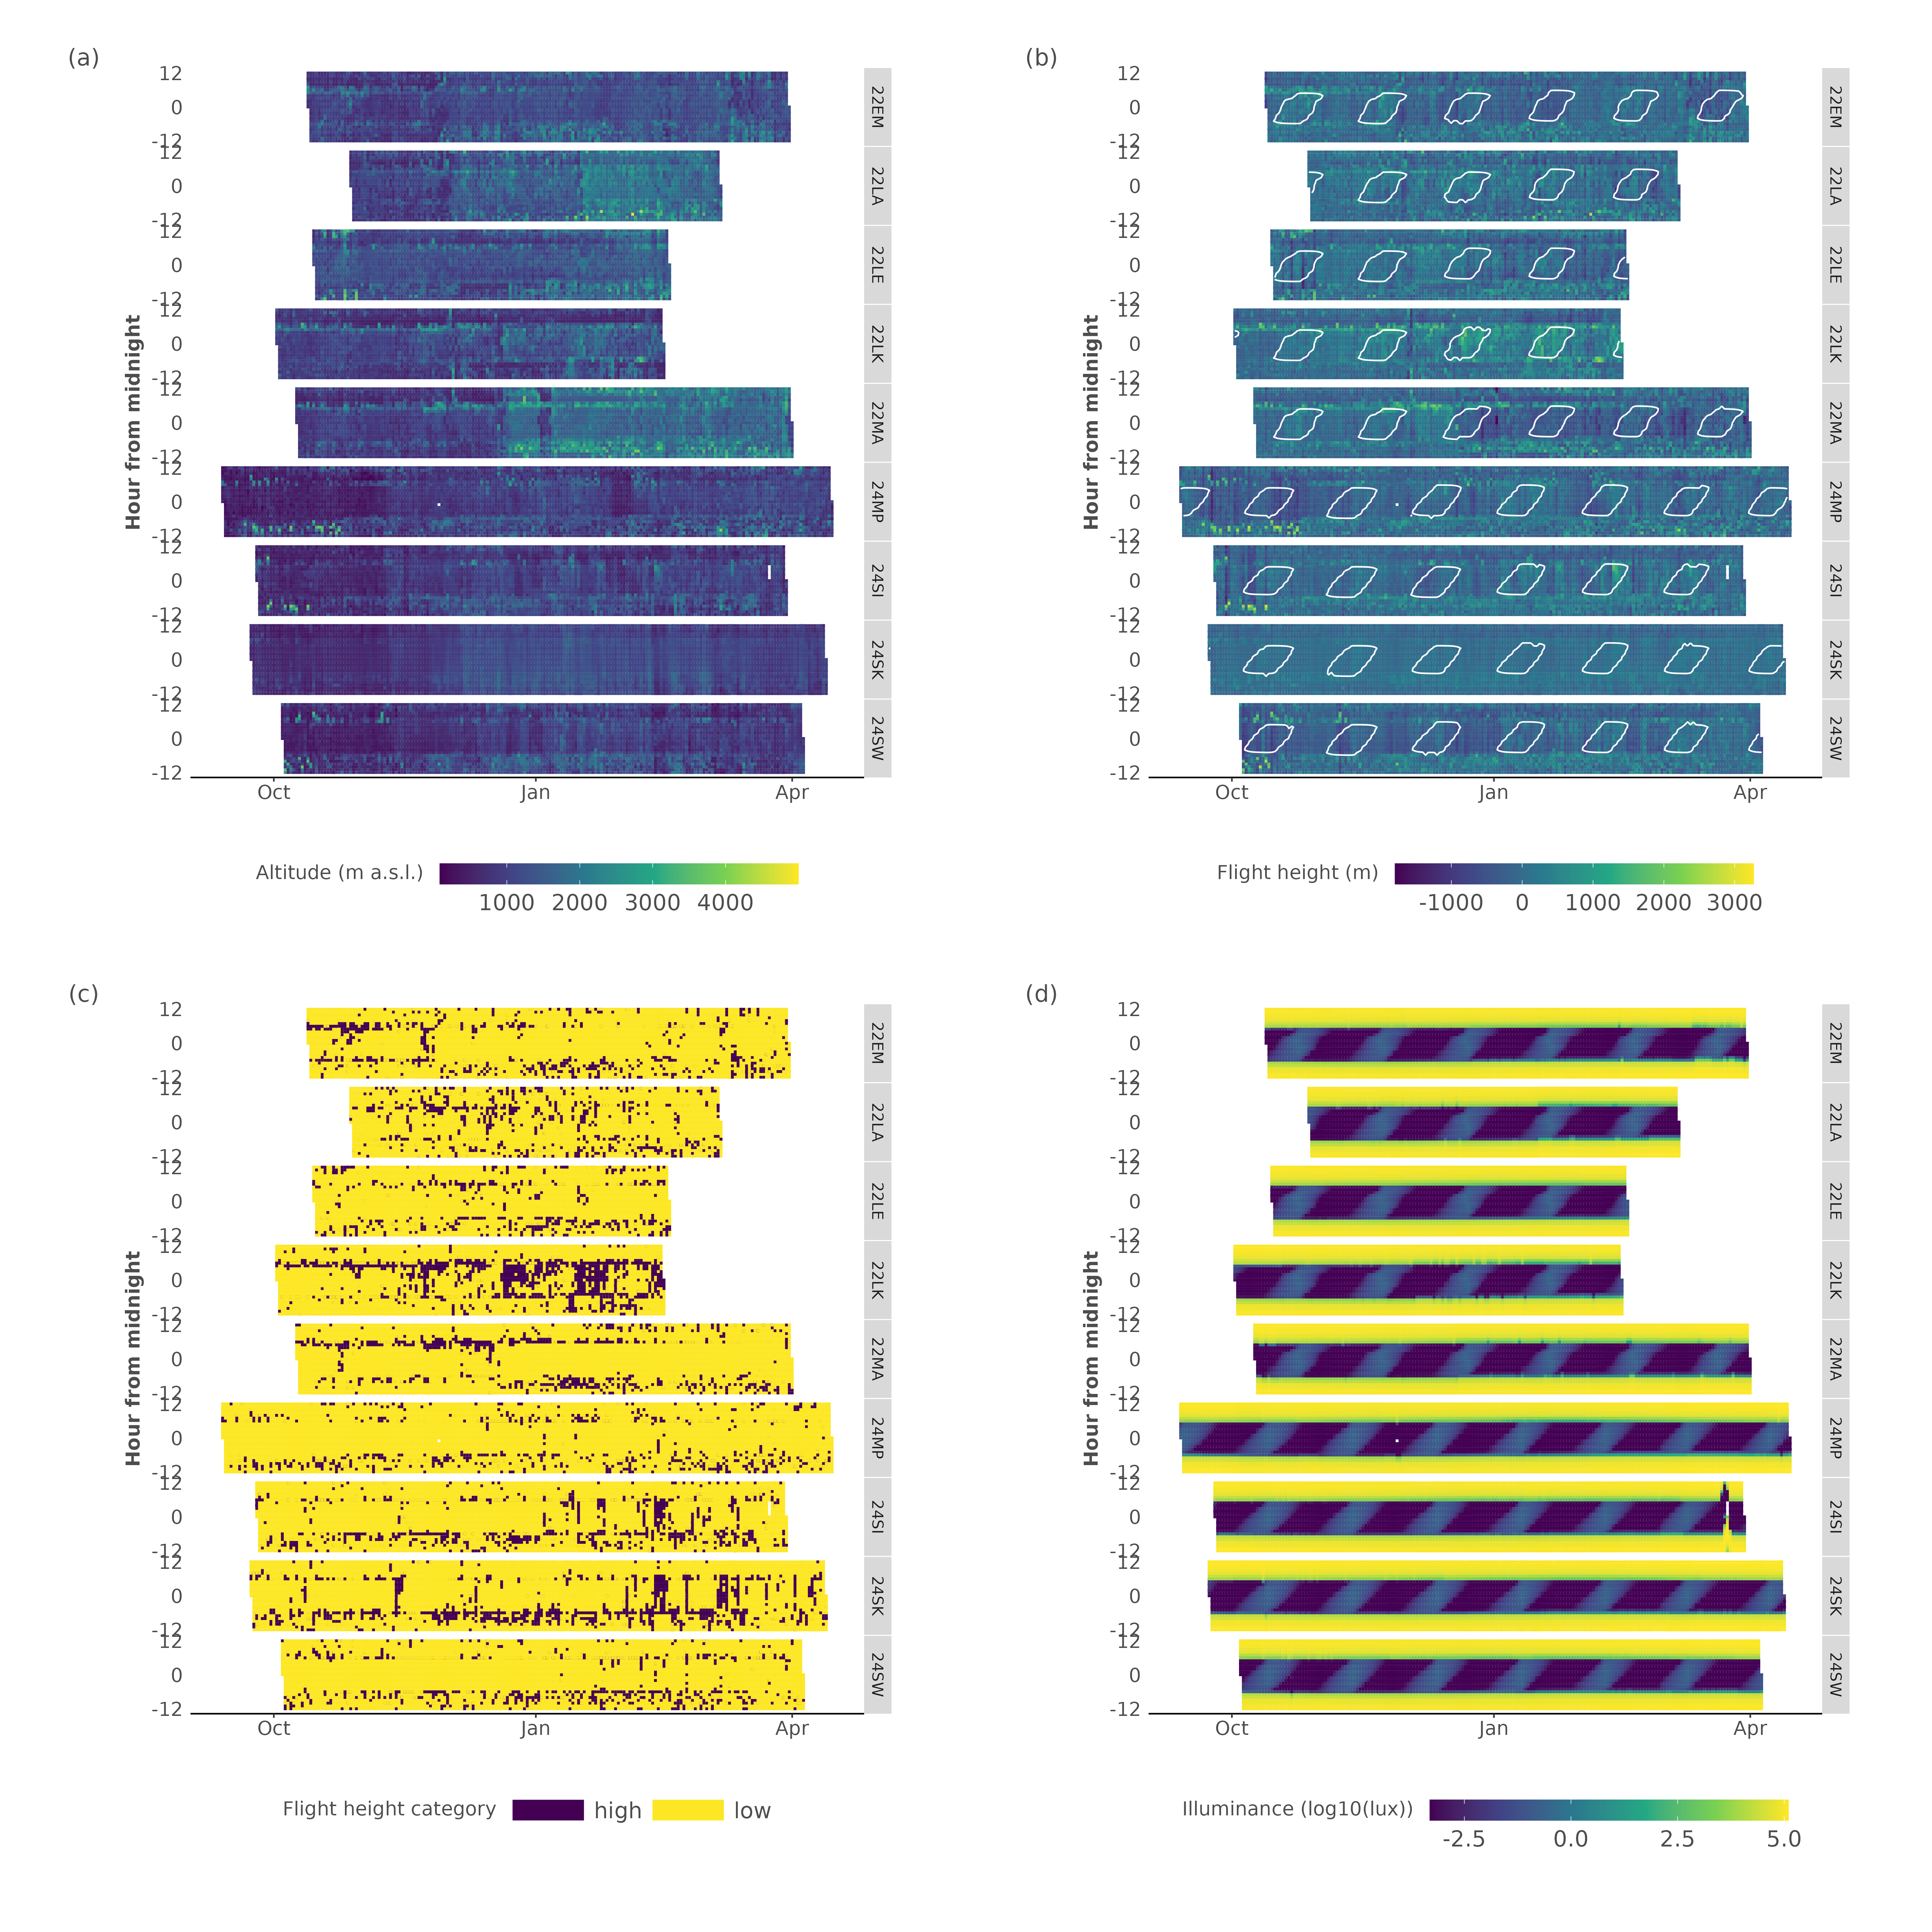 (a)
12
0
-12
22EM
12
0
-12
22LA
12
0
-12
22LE
12
0
-12
22LK
12
0
-12
22MA
12
0
-12
24MP
12
0
-12
24SI
12
0
-12
24SK
12
0
-12
24SW
Hour from midnight
Oct Jan Apr
Altitude (m a.s.l.)
1000 2000 3000 4000
(b)
12
0
-12
22EM
12
0
-12
22LA
12
0
-12
22LE
12
0
-12
22LK
12
0
-12
22MA
12
0
-12
24MP
12
0
-12
24SI
12
0
-12
24SK
12
0
-12
24SW
Hour from midnight
Oct Jan Apr
Flight height (m)
-1000 0 1000 2000 3000
(c)
12
0
-12
22EM
12
0
-12
22LA
12
0
-12
22LE
12
0
-12
22LK
12
0
-12
22MA
12
0
-12
24MP
12
0
-12
24SI
12
0
-12
24SK
12
0
-12
24SW
Hour from midnight
Oct Jan Apr
Flight height category high low
(d)
12
0
-12
22EM
12
0
-12
22LA
12
0
-12
22LE
12
0
-12
22LK
12
0
-12
22MA
12
0
-12
24MP
12
0
-12
24SI
12
0
-12
24SK
12
0
-12
24SW
Hour from midnight
Oct Jan Apr
Illuminance (log10(lux))
-2.5 0.0 2.5 5.0